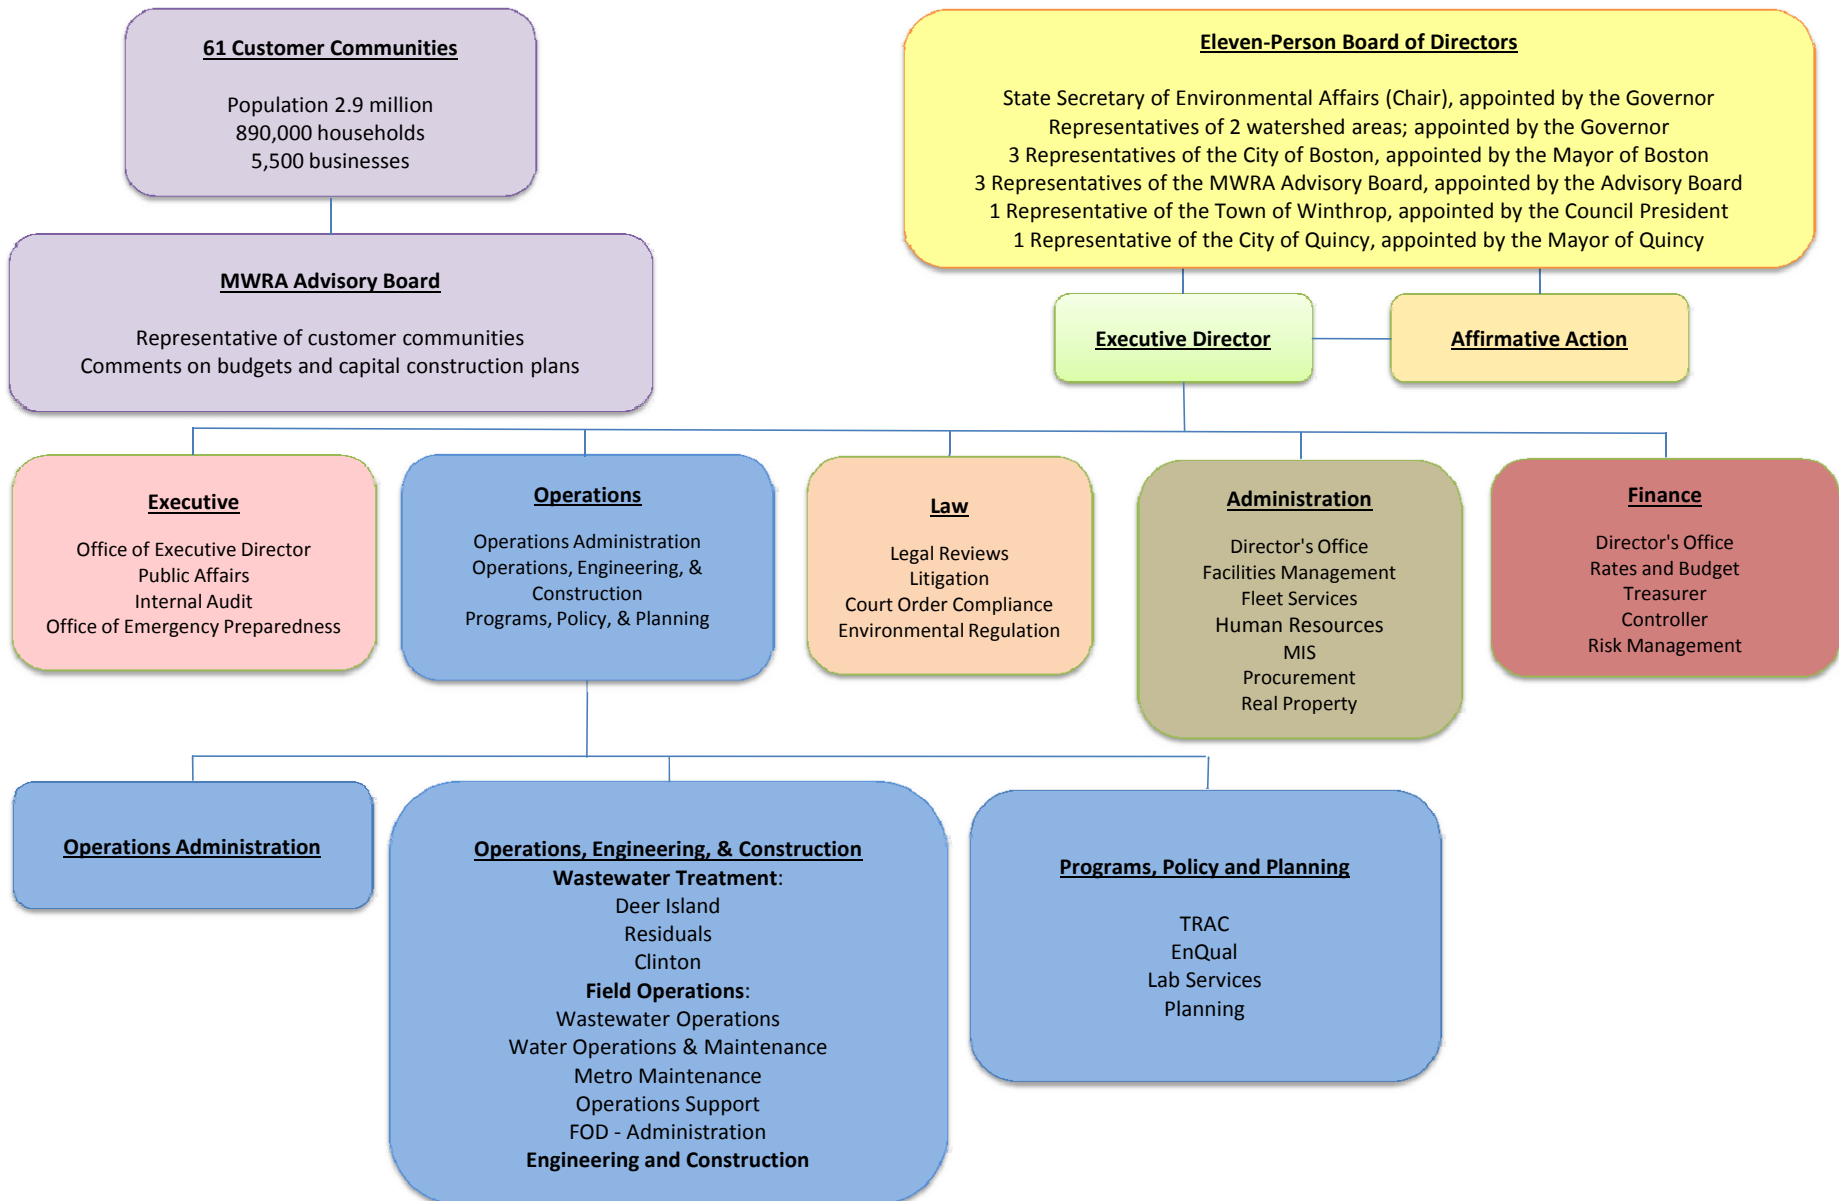 61 Customer Communities
Population 2.9 million
890,000 households
5,500 businesses
Eleven-Person Board of Directors
State Secretary of Environmental Affairs (Chair), appointed by the Governor
Representatives of 2 watershed areas; appointed by the Governor
3 Representatives of the City of Boston, appointed by the Mayor of Boston
3 Representatives of the MWRA Advisory Board, appointed by the Advisory Board
1 Representative of the Town of Winthrop, appointed by the Council President
1 Representative of the City of Quincy, appointed by the Mayor of Quincy
MWRA Advisory Board
Representative of customer communities
Comments on budgets and capital construction plans
Executive Director
Affirmative Action
Executive
Office of Executive Director
Public Affairs
Internal Audit
Office of Emergency Preparedness
Operations
Operations Administration
Operations, Engineering, &
Construction
Programs, Policy, & Planning
Law
Legal Reviews
Litigation
Court Order Compliance
Environmental Regulation
Administration
Director's Office
Facilities Management
Fleet Services
Human Resources
MIS
Procurement
Real Property
Finance
Director's Office
Rates and Budget
Treasurer
Controller
Risk Management
Operations Administration
Operations, Engineering, & Construction
Wastewater Treatment:
Deer Island
Residuals
Clinton
Field Operations:
Wastewater Operations
Water Operations & Maintenance
Metro Maintenance
Operations Support
FOD - Administration
Engineering and Construction
Programs, Policy and Planning
TRAC
EnQual
Lab Services
Planning